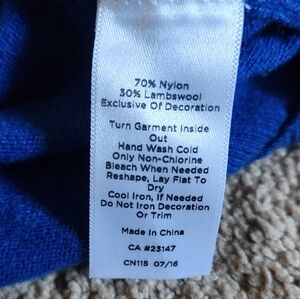 70% Nylon
30% Lambswool
Exclusive Of Decoration
Turn Garment Inside
Out
Hand Wash Cold
Only Non-Chlorine
Bleach When Needed
Reshape, Lay Flat To
Dry
Cool Iron, If Needed
Do Not Iron Decoration
Or Trim
Made In China
CA #23147
CN115 07/16